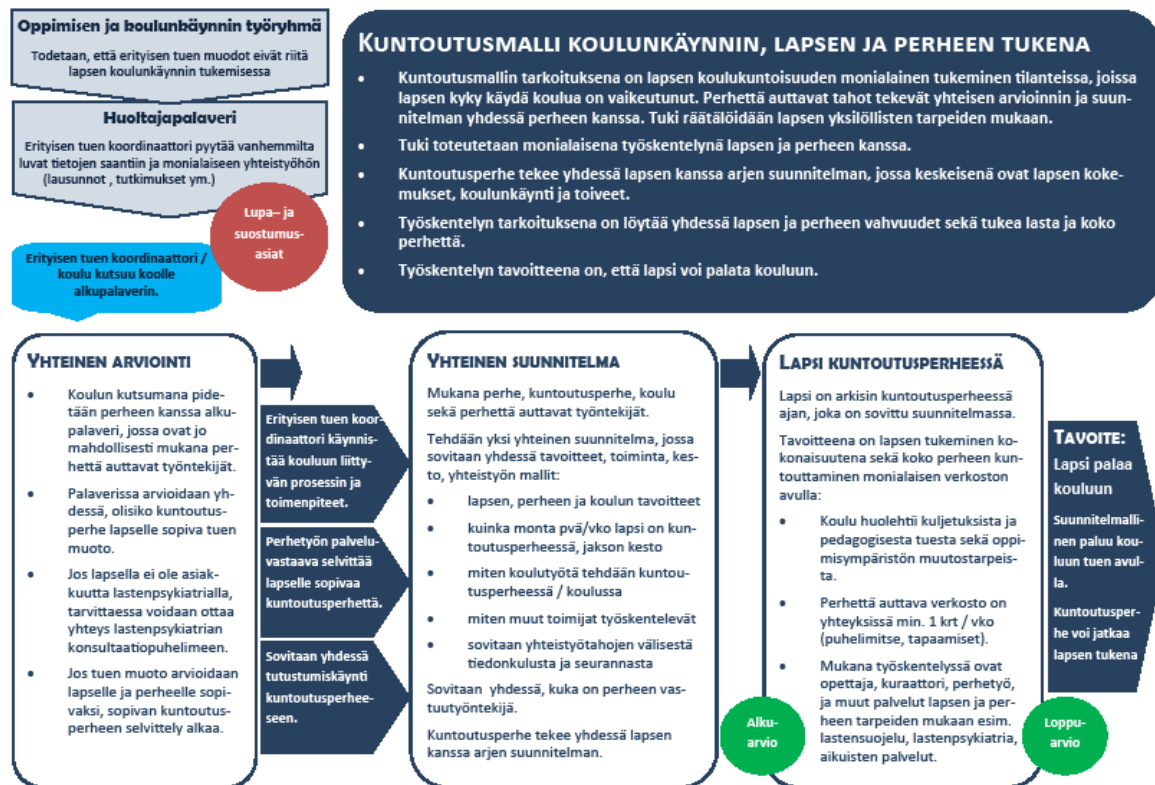 Oppimisen ja koulunkäynnin työryhmä
Todetaan, että erityisen tuen muodot eivät riitä
lapsen koulunkäynnin tukemisessa
Huoltajapalaveri
Erityisen tuen koordinaattori pyytää vanhemmilta
luvat tietojen saantiin ja monialaiseen yhteistyöhön
(lausunnot , tutkimukset ym.)
Lupa– ja
suostumus-
asiat
Erityisen tuen koordinaattori /
koulu kutsuu koolle
alkupalaverin.
Kuntoutusmalli koulunkäynnin, lapsen ja perheen tukena
• Kuntoutusmallin tarkoituksena on lapsen koulukuntoisuuden monialainen tukeminen tilanteissa, joissa
lapsen kyky käydä koulua on vaikeutunut. Perhettä auttavat tahot tekevät yhteisen arvioinnin ja suun-
nitelman yhdessä perheen kanssa. Tuki räätälöidään lapsen yksilöllisten tarpeiden mukaan.
• Tuki toteutetaan monialaisena työskentelynä lapsen ja perheen kanssa.
• Kuntoutusperhe tekee yhdessä lapsen kanssa arjen suunnitelman, jossa keskeisenä ovat lapsen koke-
mukset, koulunkäynti ja toiveet.
• Työskentelyn tarkoituksena on löytää yhdessä lapsen ja perheen vahvuudet sekä tukea lasta ja koko
perhettä.
• Työskentelyn tavoitteena on, että lapsi voi palata kouluun.
Yhteinen arviointi
• Koulun kutsumana pide-
tään perheen kanssa alku-
palaveri, jossa ovat jo
mahdollisesti mukana per-
hettä auttavat työntekijät.
• Palaverissa arvioidaan yh-
dessä, olisiko kuntoutus-
perhe lapselle sopiva tuen
muoto.
• Jos lapsella ei ole asiak-
kuutta lastenpsykiatrialla,
tarvittaessa voidaan ottaa
yhteys lastenpsykiatrian
konsultaatiopuhelimeen.
• Jos tuen muoto arvioidaan
lapselle ja perheelle sopi-
vaksi, sopivan kuntoutus-
perheen selvittely alkaa.
Erityisen tuen koor-
dinaattori käynnis-
tää kouluun liitty-
vän prosessin ja
toimenpiteet.
Perhetyön palvelu-
vastaava selvittää
lapselle sopivaa
kuntoutusperhettä.
Sovitaan yhdessä
tutustumiskäynti
kuntoutusperhee-
seen.
Yhteinen suunnitelma
Mukana perhe, kuntoutusperhe, koulu
sekä perhettä auttavat työntekijät.
Tehdään yksi yhteinen suunnitelma, jossa
sovitaan yhdessä tavoitteet, toiminta, kes-
to, yhteistyön mallit:
• lapsen, perheen ja koulun tavoitteet
• kuinka monta pvä/vko lapsi on kun-
toutusperheessä, jakson kesto
• miten koulutyötä tehdään kuntou-
tusperheessä / koulussa
• miten muut toimijat työskentelevät
• sovitaan yhteistyötahojen välisestä
tiedonkulusta ja seurannasta
Sovitaan yhdessä, kuka on perheen vas-
tuutyöntekijä.
Kuntoutusperhe tekee yhdessä lapsen
kanssa arjen suunnitelman.
Alku-
arvio
Lapsi kuntoutusperheessä
Lapsi on arkisin kuntoutusperheessä
ajan, joka on sovittu suunnitelmassa.
Tavoitteena on lapsen tukeminen ko-
konaisuutena sekä koko perheen kun-
touttaminen monialaisen verkoston
avulla:
• Koulu huolehtii kuljetuksista ja
pedagogisesta tuesta sekä oppi-
misympäristön muutostarpeis-
ta.
• Perhettä auttava verkosto on
yhteyksissä min. 1 krt / vko
(puhelimitse, tapaamiset).
• Mukana työskentelyssä ovat
opettaja, kuraattori, perhetyö,
ja muut palvelut lapsen ja per-
heen tarpeiden mukaan esim.
lastensuojelu, lastenpsykiatria,
aikuisten palvelut.
Loppu-
arvio
Tavoite:
Lapsi palaa
kouluun
Suunnitelmalli-
nen paluu kou-
luun tuen avul-
la.
Kuntoutusper-
he voi jatkaa
lapsen tukena